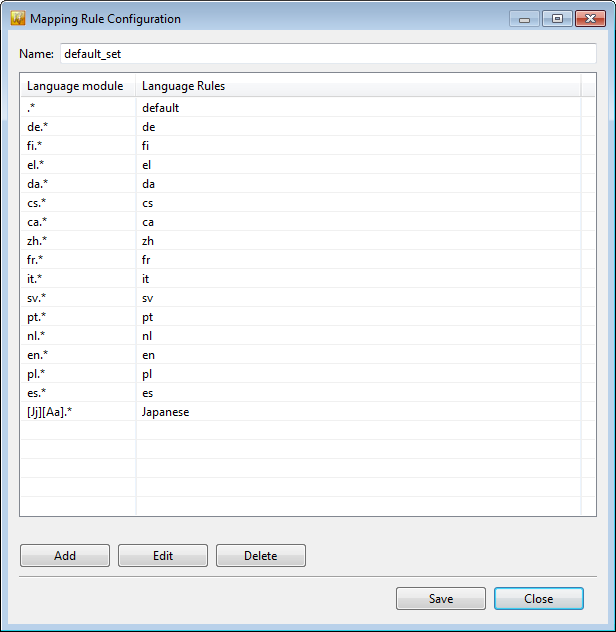 Mapping Rule Configuration
Name: default_set
Language module Language Rules
.* default
de.* de
fi.* fi
el.* el
da.* da
cs.* cs
ca.* ca
zh.* zh
fr.* fr
it.* it
sv.* sv
pt.* pt
nl.* nl
en.* en
pl.* pl
es.* es
[Jj][Aa].* Japanese
Add Edit Delete
Save Close